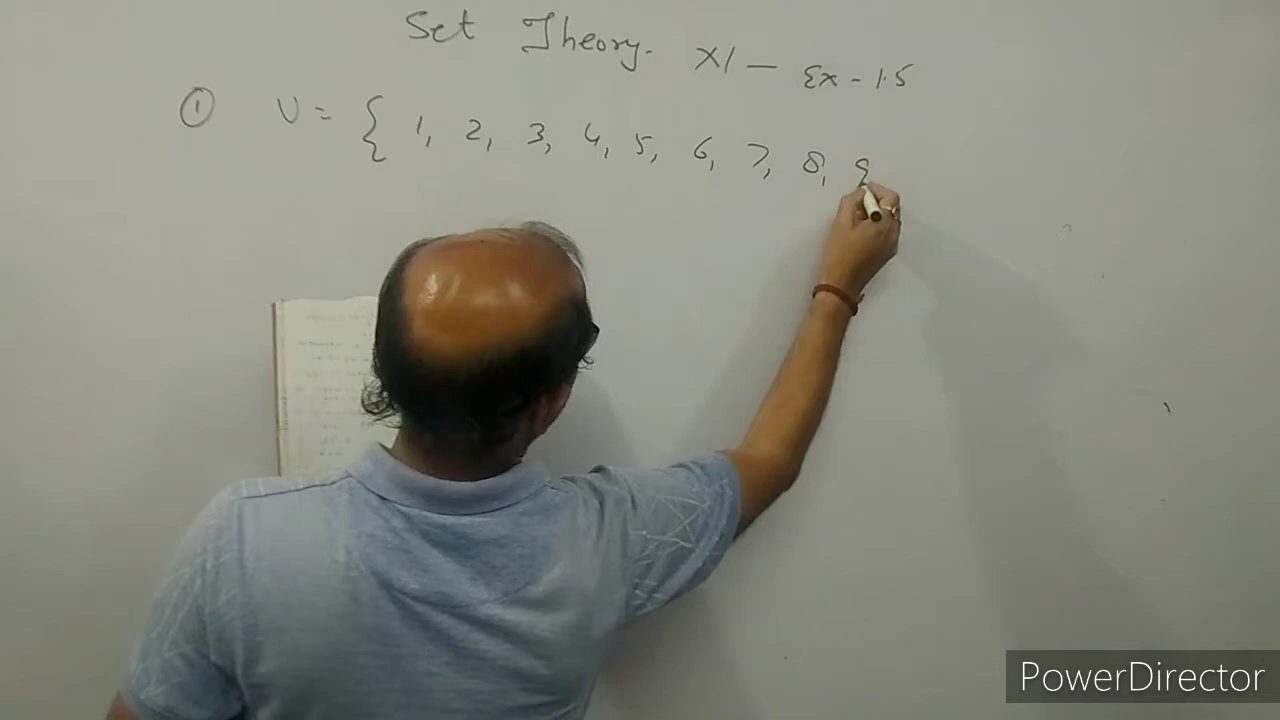 Set Theory. XI - Ex - 1.5
① U = { 1, 2, 3, 4, 5, 6, 7, 8, 9
PowerDirector